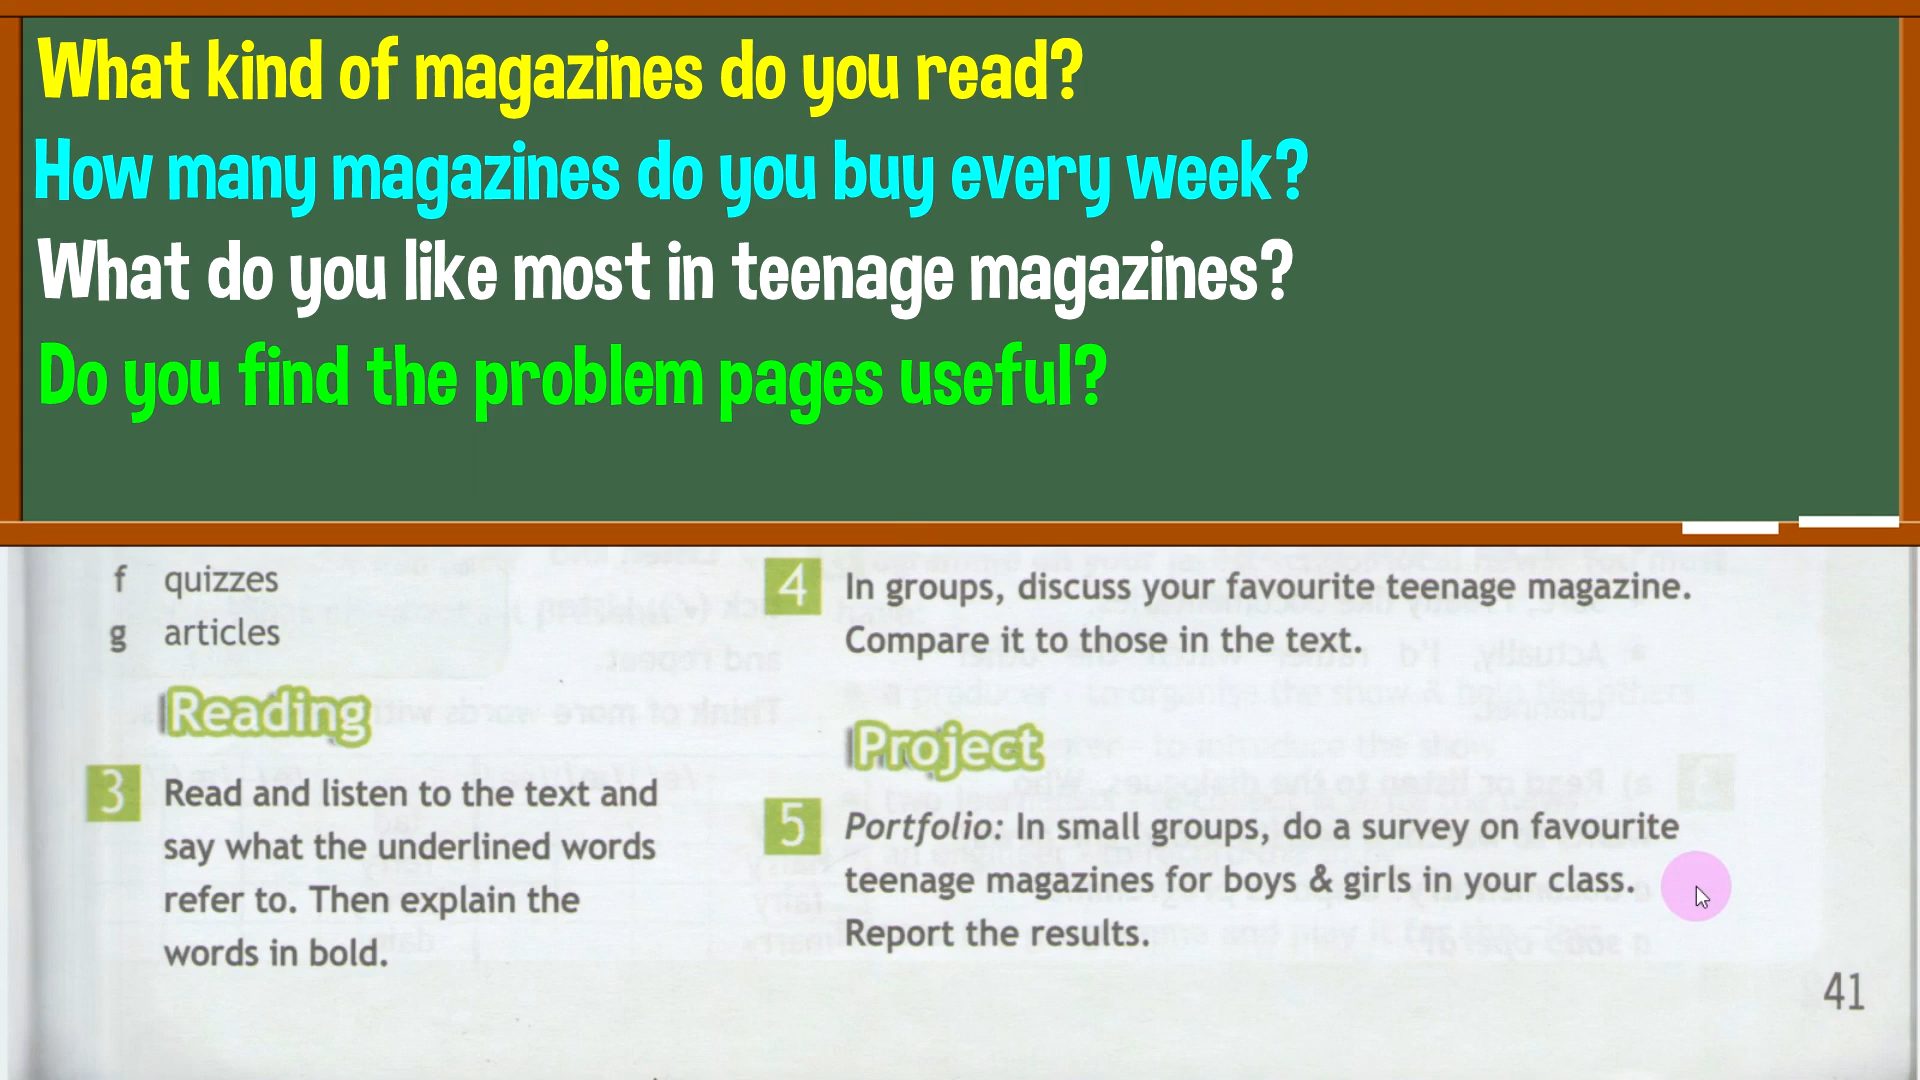 What kind of magazines do you read?
How many magazines do you buy every week?
What do you like most in teenage magazines?
Do you find the problem pages useful?
f quizzes
g articles
Reading
3 Read and listen to the text and
say what the underlined words
refer to. Then explain the
words in bold.
4 In groups, discuss your favourite teenage magazine.
Compare it to those in the text.
Project
5 Portfolio: In small groups, do a survey on favourite
teenage magazines for boys & girls in your class.
Report the results.
41